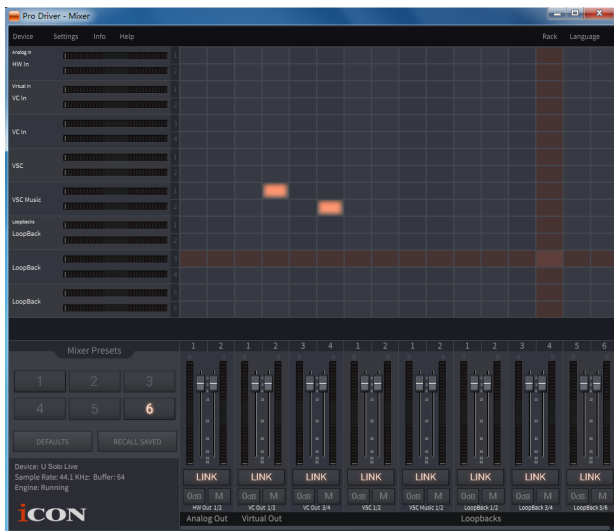 Pro Driver - Mixer
Device Settings Info Help Rack Language
Analog In
HW In
1
2
Virtual In
VC In
1
2
VC In
3
4
VSC
1
2
VSC Music
1
2
Loopbacks
LoopBack
1
2
LoopBack
3
4
LoopBack
5
6
Mixer Presets
1 2 3
4 5 6
DEFAULTS RECALL SAVED
Device: U Solo Live
Sample Rate: 44.1 KHz: Buffer: 64
Engine: Running
iCON
1 2 1 2 3 4 1 2 1 2 1 2 3 4 5 6
LINK LINK LINK LINK LINK LINK LINK LINK
0dB M 0dB M 0dB M 0dB M 0dB M 0dB M 0dB M 0dB M
HW Out 1/2 VC Out 1/2 VC Out 3/4 VSC 1/2 VSC Music 1/2 LoopBack 1/2 LoopBack 3/4 LoopBack 5/6
Analog Out Virtual Out Loopbacks